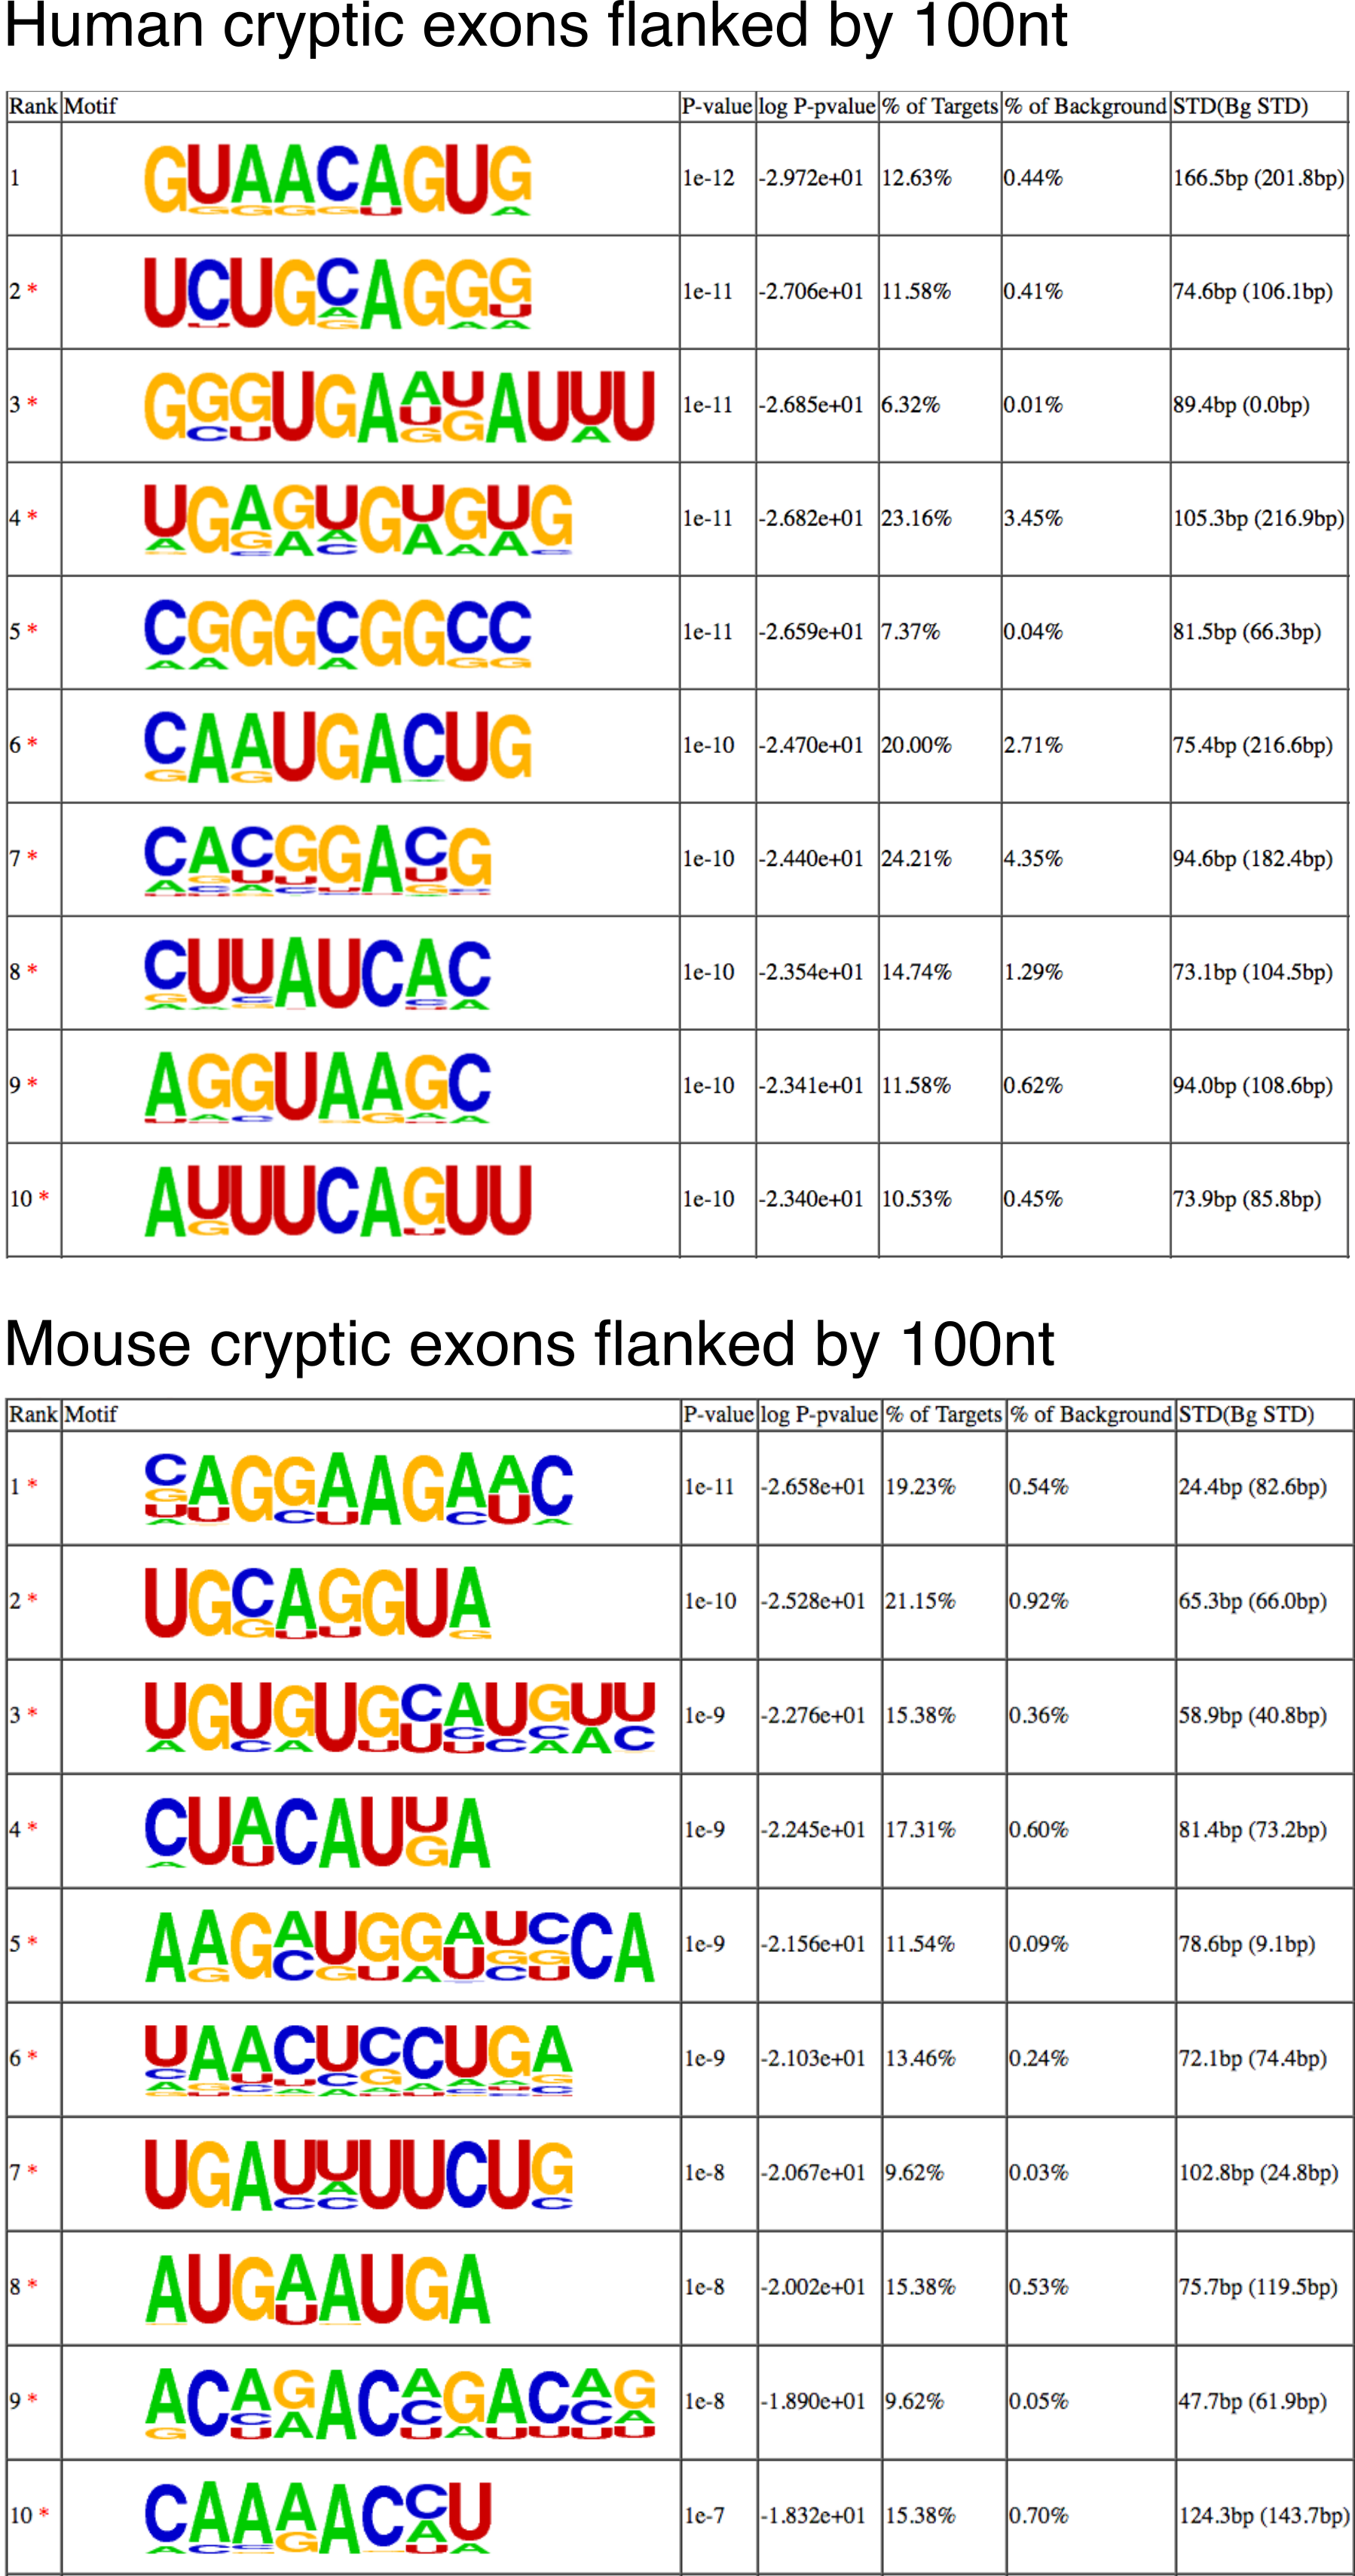 Human cryptic exons flanked by 100nt
Rank Motif P-value log P-pvalue % of Targets % of Background STD(Bg STD)
1 GUAACAGUG 1e-12 -2.972e+01 12.63% 0.44% 166.5bp (201.8bp)
2 * UCUGCAGGG 1e-11 -2.706e+01 11.58% 0.41% 74.6bp (106.1bp)
3 * GGGUGAAUAUUU 1e-11 -2.685e+01 6.32% 0.01% 89.4bp (0.0bp)
4 * UGAGUGUGUG 1e-11 -2.682e+01 23.16% 3.45% 105.3bp (216.9bp)
5 * CGGGCGGCC 1e-11 -2.659e+01 7.37% 0.04% 81.5bp (66.3bp)
6 * CAAUGACUG 1e-10 -2.470e+01 20.00% 2.71% 75.4bp (216.6bp)
7 * CACGGACG 1e-10 -2.440e+01 24.21% 4.35% 94.6bp (182.4bp)
8 * CUUAUCAC 1e-10 -2.354e+01 14.74% 1.29% 73.1bp (104.5bp)
9 * AGGUAAGC 1e-10 -2.341e+01 11.58% 0.62% 94.0bp (108.6bp)
10 * AUUUCAGUU 1e-10 -2.340e+01 10.53% 0.45% 73.9bp (85.8bp)
Mouse cryptic exons flanked by 100nt
Rank Motif P-value log P-pvalue % of Targets % of Background STD(Bg STD)
1 * CAGGAAGAAC 1e-11 -2.658e+01 19.23% 0.54% 24.4bp (82.6bp)
2 * UGCAGGUA 1e-10 -2.528e+01 21.15% 0.92% 65.3bp (66.0bp)
3 * UGUGUGCAUGUU 1e-9 -2.276e+01 15.38% 0.36% 58.9bp (40.8bp)
4 * CUACAUUA 1e-9 -2.245e+01 17.31% 0.60% 81.4bp (73.2bp)
5 * AAGAUGGAUCCA 1e-9 -2.156e+01 11.54% 0.09% 78.6bp (9.1bp)
6 * UAACUCCUGA 1e-9 -2.103e+01 13.46% 0.24% 72.1bp (74.4bp)
7 * UGAUUUUCUG 1e-8 -2.067e+01 9.62% 0.03% 102.8bp (24.8bp)
8 * AUGAAUGA 1e-8 -2.002e+01 15.38% 0.53% 75.7bp (119.5bp)
9 * ACAGACAGACAG 1e-8 -1.890e+01 9.62% 0.05% 47.7bp (61.9bp)
10 * CAAAACCU 1e-7 -1.832e+01 15.38% 0.70% 124.3bp (143.7bp)